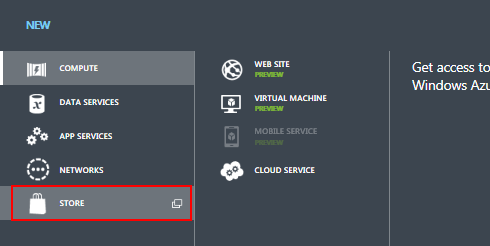 NEW
COMPUTE
DATA SERVICES
APP SERVICES
NETWORKS
STORE
WEB SITE
PREVIEW
VIRTUAL MACHINE
PREVIEW
MOBILE SERVICE
PREVIEW
CLOUD SERVICE
Get access to
Windows Azu